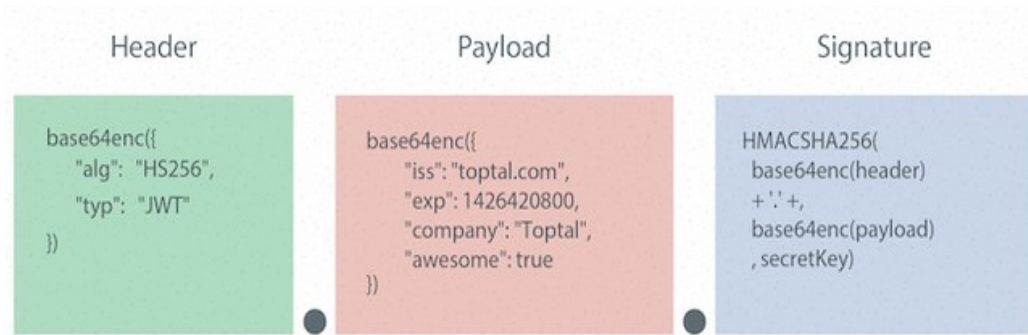 Header
base64enc({
"alg": "HS256",
"typ": "JWT"
})
Payload
base64enc({
"iss": "toptal.com",
"exp": 1426420800,
"company": "Toptal",
"awesome": true
})
Signature
HMACSHA256(
base64enc(header)
+ '.' +,
base64enc(payload)
, secretKey)